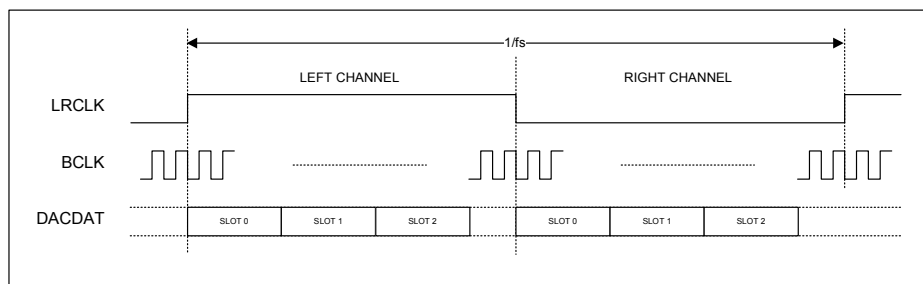 1/fs
LEFT CHANNEL RIGHT CHANNEL
LRCLK
BCLK
DACDAT SLOT 0 SLOT 1 SLOT 2 SLOT 0 SLOT 1 SLOT 2